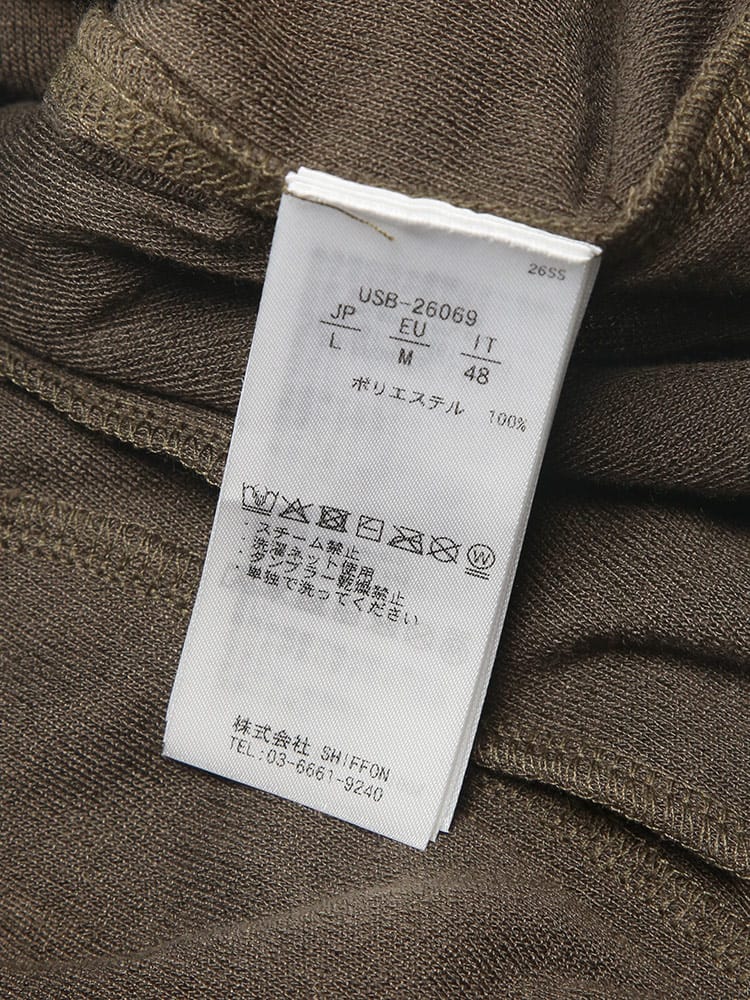 26SS
USB-26069
JP EU IT
L M 48
ポリエステル 100%
W
・スチーム禁止
・洗濯ネット使用
・タンブラー乾燥禁止
・単独で洗ってください
株式会社 SHIFFON
TEL:03-6661-9240